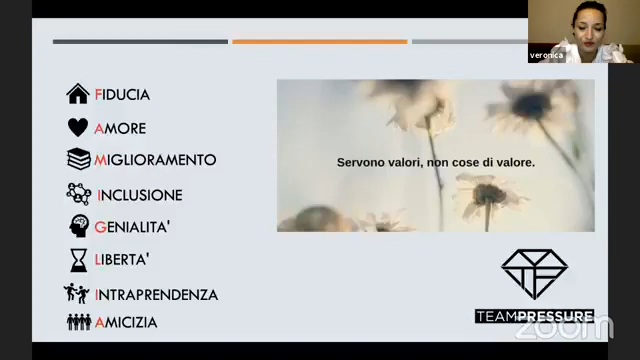 veronica
FIDUCIA
AMORE
MIGLIORAMENTO
INCLUSIONE
GENIALITA'
LIBERTA'
INTRAPRENDENZA
AMICIZIA
Servono valori, non cose di valore.
TEAMPRESSURE
zoom